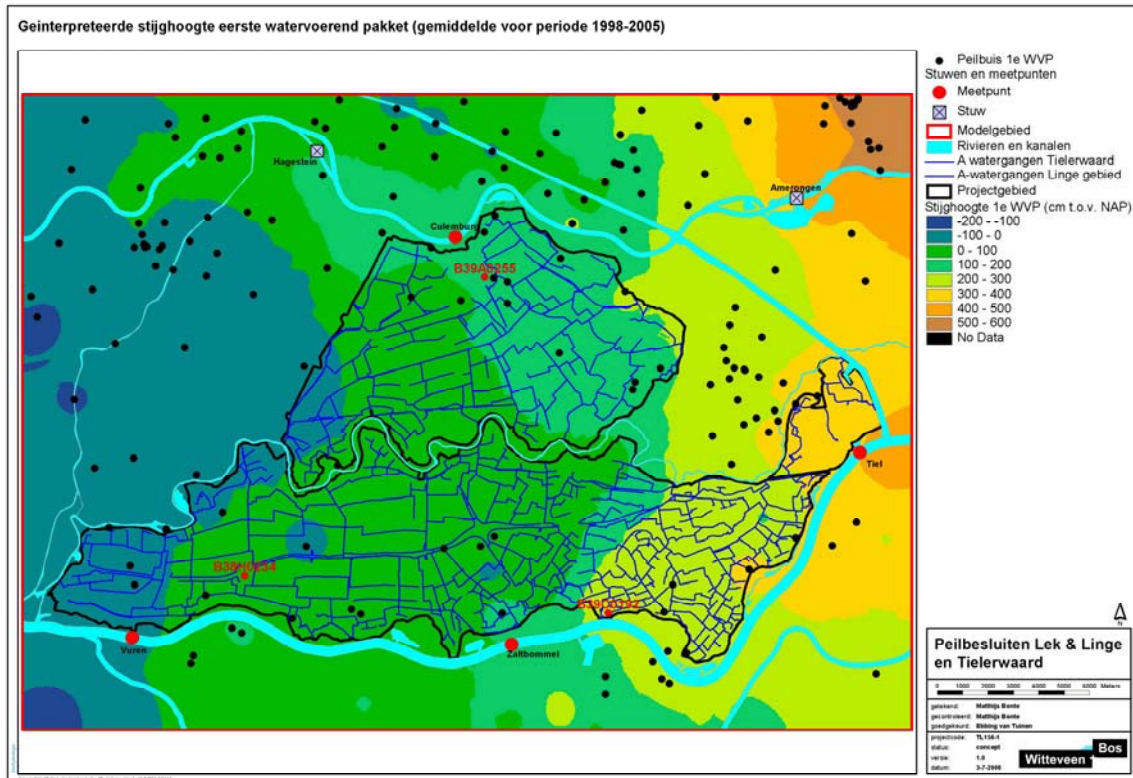 Geinterpreteerde stijghoogte eerste watervoerend pakket (gemiddelde voor periode 1998-2005)
Peilbuis 1e WVP
Stuwen en meetpunten
Meetpunt
Stuw
Modelgebied
Rivieren en kanalen
A watergangen Tielerwaard
A-watergangen Linge gebied
Projectgebied
Stijghoogte 1e WVP (cm t.o.v. NAP)
-200 - -100
-100 - 0
0 - 100
100 - 200
200 - 300
300 - 400
400 - 500
500 - 600
No Data
Hagestein
Amerongen
B39A0255
Tiel
B38H0234
Vuren
Zaltbommel
N
Peilbesluiten Lek & Linge
en Tielerwaard
0 1000 2000 3000 4000 5000 6000 Meters
getekend: Matthijs Bonte
gecontroleerd: Matthijs Bonte
goedgekeurd: Ebbing van Tuinen
projectcode:
status: concept
versie: 1.0
datum: 3-7-2006
Witteveen+Bos